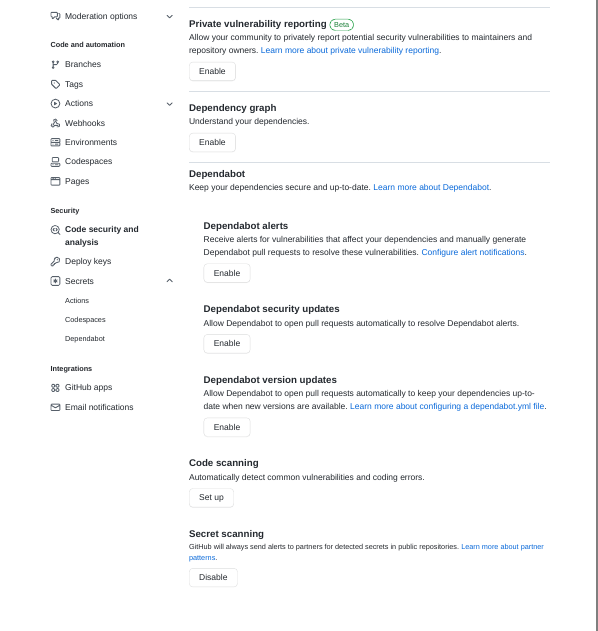 Moderation options
Code and automation
Branches
Tags
Actions
Webhooks
Environments
Codespaces
Pages
Security
Code security and
analysis
Deploy keys
Secrets
Actions
Codespaces
Dependabot
Integrations
GitHub apps
Email notifications
Private vulnerability reporting Beta
Allow your community to privately report potential security vulnerabilities to maintainers and
repository owners. Learn more about private vulnerability reporting.
Enable
Dependency graph
Understand your dependencies.
Enable
Dependabot
Keep your dependencies secure and up-to-date. Learn more about Dependabot.
Dependabot alerts
Receive alerts for vulnerabilities that affect your dependencies and manually generate
Dependabot pull requests to resolve these vulnerabilities. Configure alert notifications.
Enable
Dependabot security updates
Allow Dependabot to open pull requests automatically to resolve Dependabot alerts.
Enable
Dependabot version updates
Allow Dependabot to open pull requests automatically to keep your dependencies up-to-
date when new versions are available. Learn more about configuring a dependabot.yml file.
Enable
Code scanning
Automatically detect common vulnerabilities and coding errors.
Set up
Secret scanning
GitHub will always send alerts to partners for detected secrets in public repositories. Learn more about partner
patterns.
Disable